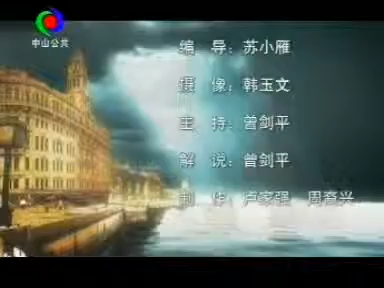 中山公共
编 导：苏小雁
摄 像：韩玉文
主 持：曾剑平
解 说：曾剑平
制 作：卢家强 周裔兴